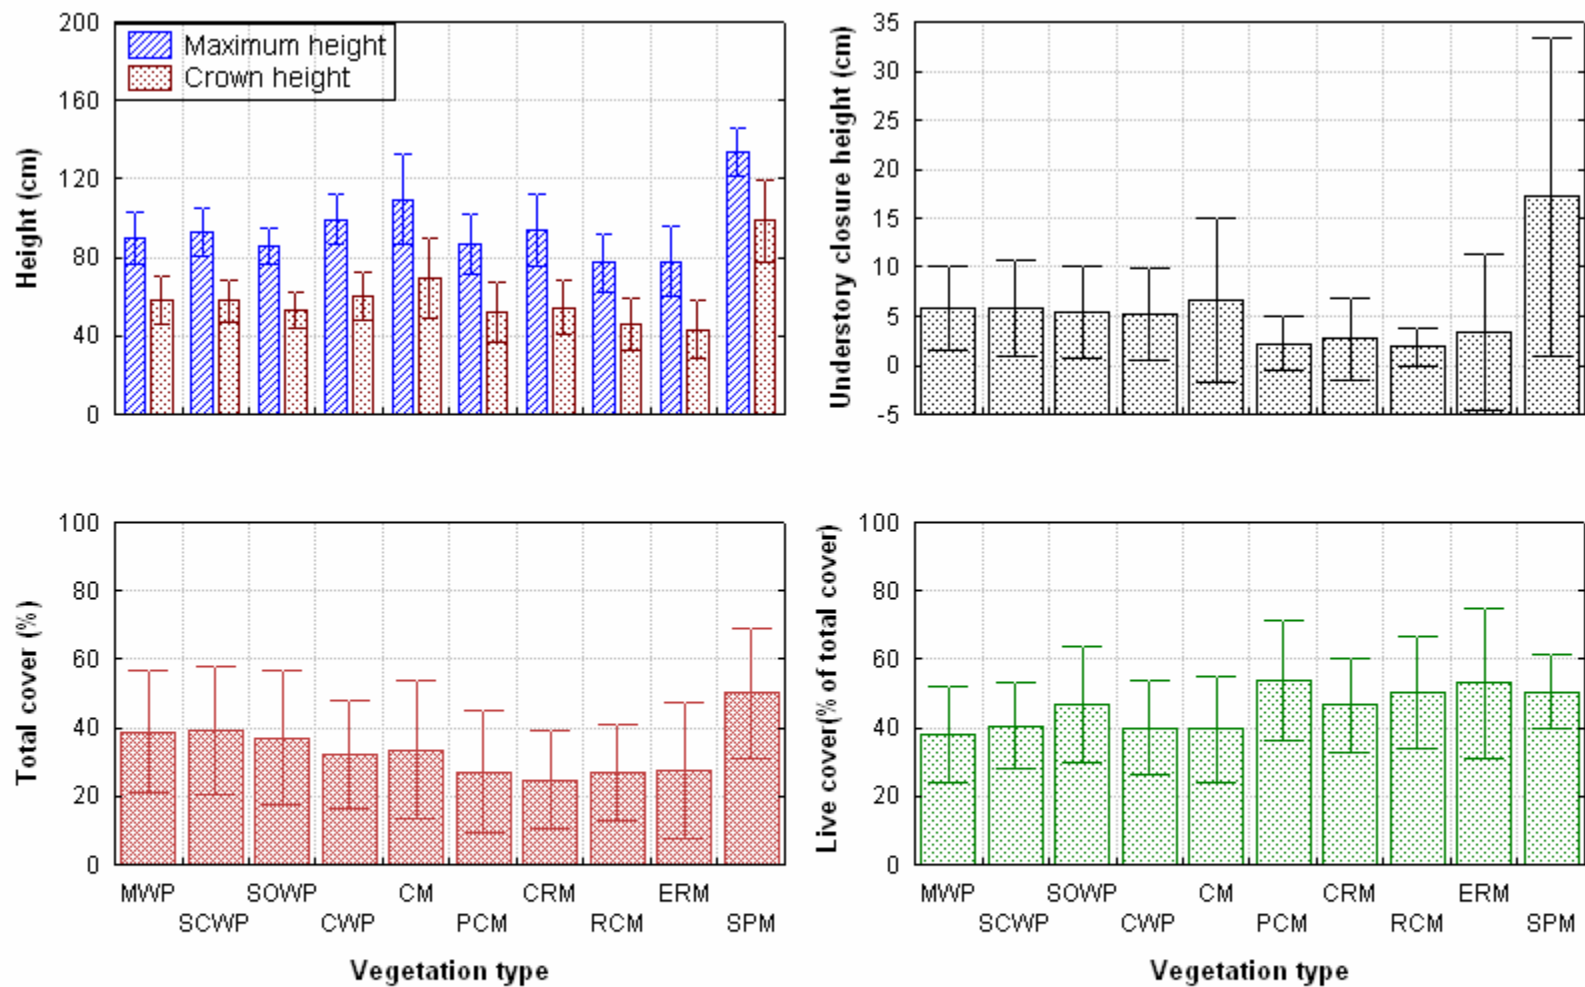 200
160
120
80
40
0
Height (cm)
Maximum height
Crown height
35
30
25
20
15
10
5
0
-5
Understory closure height (cm)
100
80
60
40
20
0
Total cover (%)
MWP SOWP CM CRM ERM
SCWP CWP PCM RCM SPM
Vegetation type
100
80
60
40
20
0
Live cover(% of total cover)
MWP SOWP CM CRM ERM
SCWP CWP PCM RCM SPM
Vegetation type